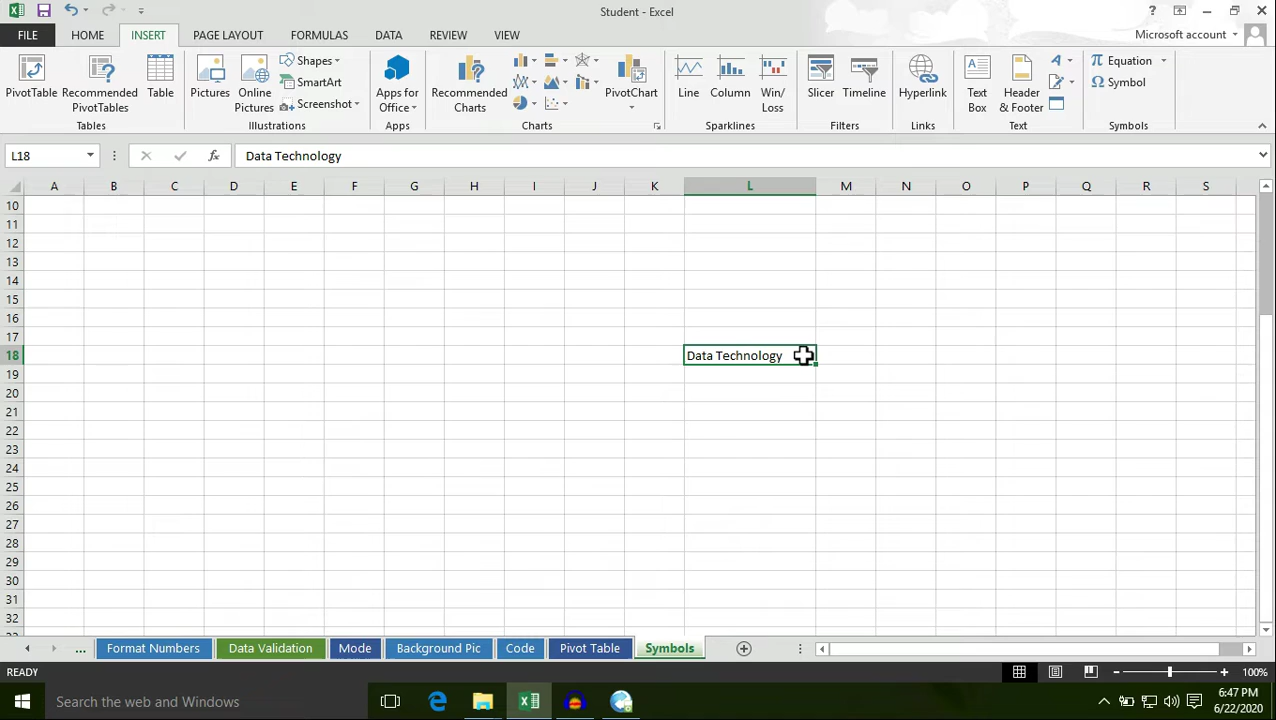 Student - Excel
FILE HOME INSERT PAGE LAYOUT FORMULAS DATA REVIEW VIEW Microsoft account
PivotTable Recommended PivotTables Table
Pictures Online Pictures Shapes SmartArt Screenshot
Apps for Office
Recommended Charts PivotChart
Line Column Win/Loss
Slicer Timeline
Hyperlink
Text Box Header & Footer
Equation Symbol
Tables Illustrations Apps Charts Sparklines Filters Links Text Symbols
L18 fx Data Technology
A B C D E F G H I J K L M N O P Q R S
10
11
12
13
14
15
16
17
18 Data Technology
19
20
21
22
23
24
25
26
27
28
29
30
31
32
... Format Numbers Data Validation Mode Background Pic Code Pivot Table Symbols
READY 100%
Search the web and Windows
6:47 PM
6/22/2020